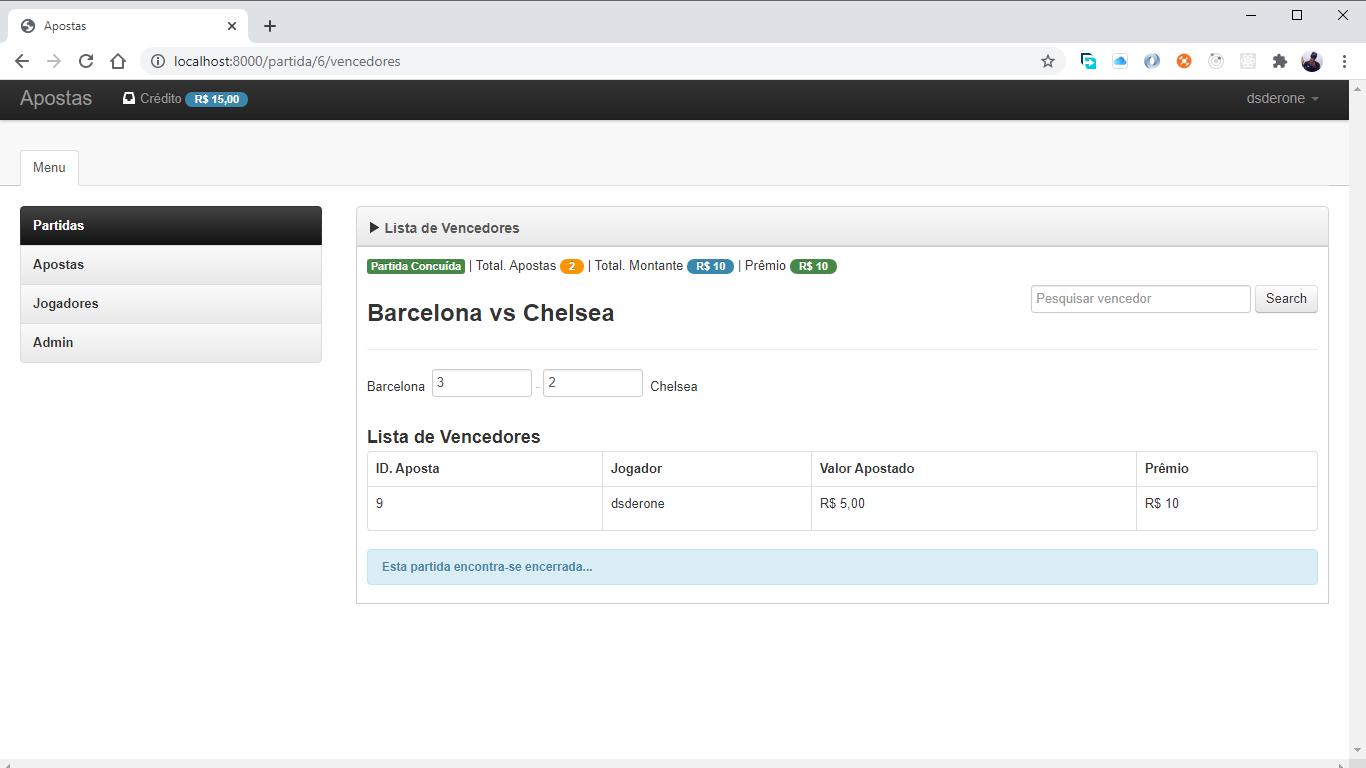 Apostas
localhost:8000/partida/6/vencedores
Apostas Crédito R$ 15,00 dsderone
Menu
Partidas
Apostas
Jogadores
Admin
Lista de Vencedores
Partida Concuída | Total. Apostas 2 | Total. Montante R$ 10 | Prêmio R$ 10
Pesquisar vencedor Search
Barcelona vs Chelsea
Barcelona 3 - 2 Chelsea
Lista de Vencedores
ID. Aposta Jogador Valor Apostado Prêmio
9 dsderone R$ 5,00 R$ 10
Esta partida encontra-se encerrada...